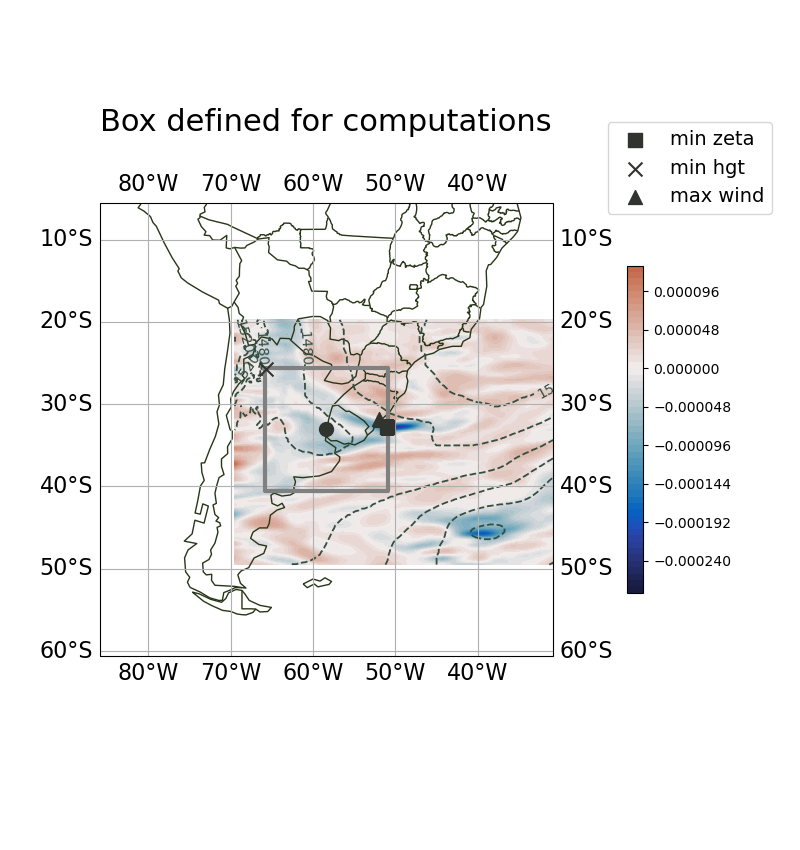 Box defined for computations
min zeta
min hgt
max wind
80°W 70°W 60°W 50°W 40°W
10°S 10°S
20°S 20°S
30°S 30°S
40°S 40°S
50°S 50°S
60°S 60°S
80°W 70°W 60°W 50°W 40°W
1480
1480
15
0.000096
0.000048
0.000000
−0.000048
−0.000096
−0.000144
−0.000192
−0.000240